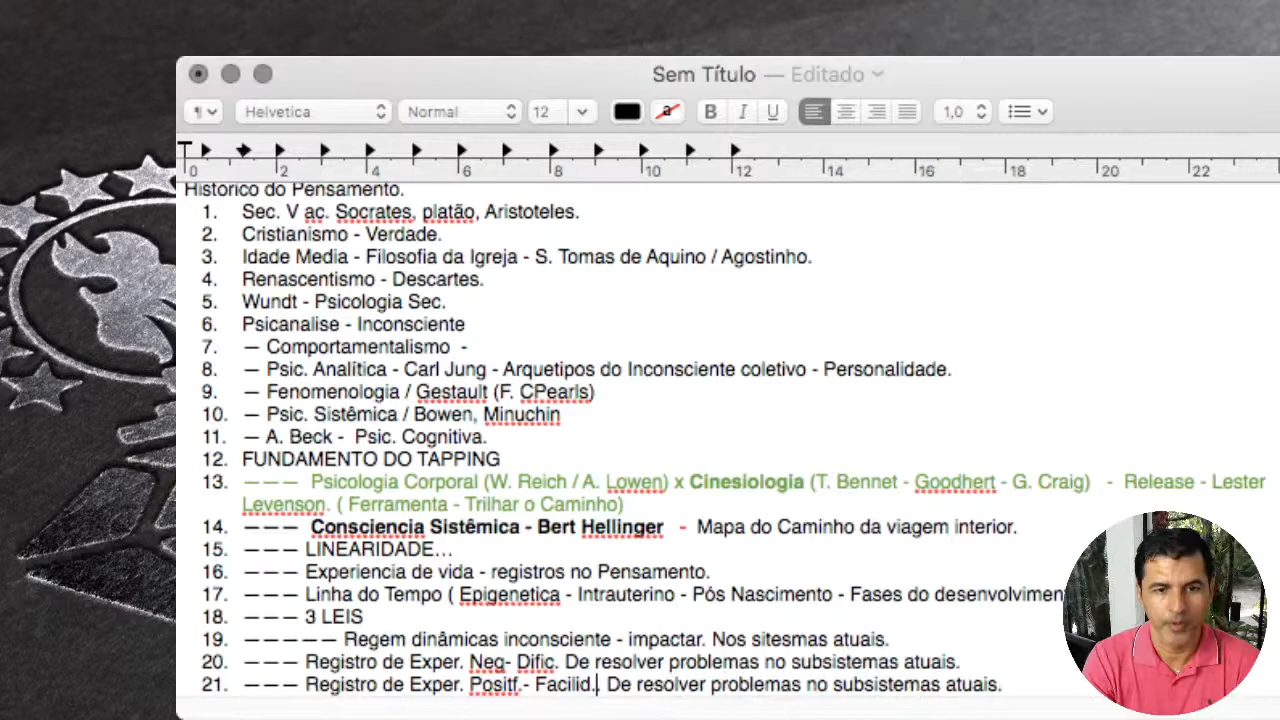 Sem Título — Editado
¶ Helvetica Normal 12 a B I U 1,0
0 2 4 6 8 10 12 14 16 18 20 22
Histórico do Pensamento.
1. Sec. V ac. Socrates, platão, Aristoteles.
2. Cristianismo - Verdade.
3. Idade Media - Filosofia da Igreja - S. Tomas de Aquino / Agostinho.
4. Renascentismo - Descartes.
5. Wundt - Psicologia Sec.
6. Psicanalise - Inconsciente
7. — Comportamentalismo -
8. — Psic. Analítica - Carl Jung - Arquetipos do Inconsciente coletivo - Personalidade.
9. — Fenomenologia / Gestault (F. CPearls)
10. — Psic. Sistêmica / Bowen, Minuchin
11. — A. Beck - Psic. Cognitiva.
12. FUNDAMENTO DO TAPPING
13. — — — Psicologia Corporal (W. Reich / A. Lowen) x Cinesiologia (T. Bennet - Goodhert - G. Craig) - Release - Lester
Levenson. ( Ferramenta - Trilhar o Caminho)
14. — — — Consciencia Sistêmica - Bert Hellinger - Mapa do Caminho da viagem interior.
15. — — — LINEARIDADE...
16. — — — Experiencia de vida - registros no Pensamento.
17. — — — Linha do Tempo ( Epigenetica - Intrauterino - Pós Nascimento - Fases do desenvolviment
18. — — — 3 LEIS
19. — — — — — Regem dinâmicas inconsciente - impactar. Nos sitesmas atuais.
20. — — — Registro de Exper. Neg- Dific. De resolver problemas no subsistemas atuais.
21. — — — Registro de Exper. Positf.- Facilid. De resolver problemas no subsistemas atuais.